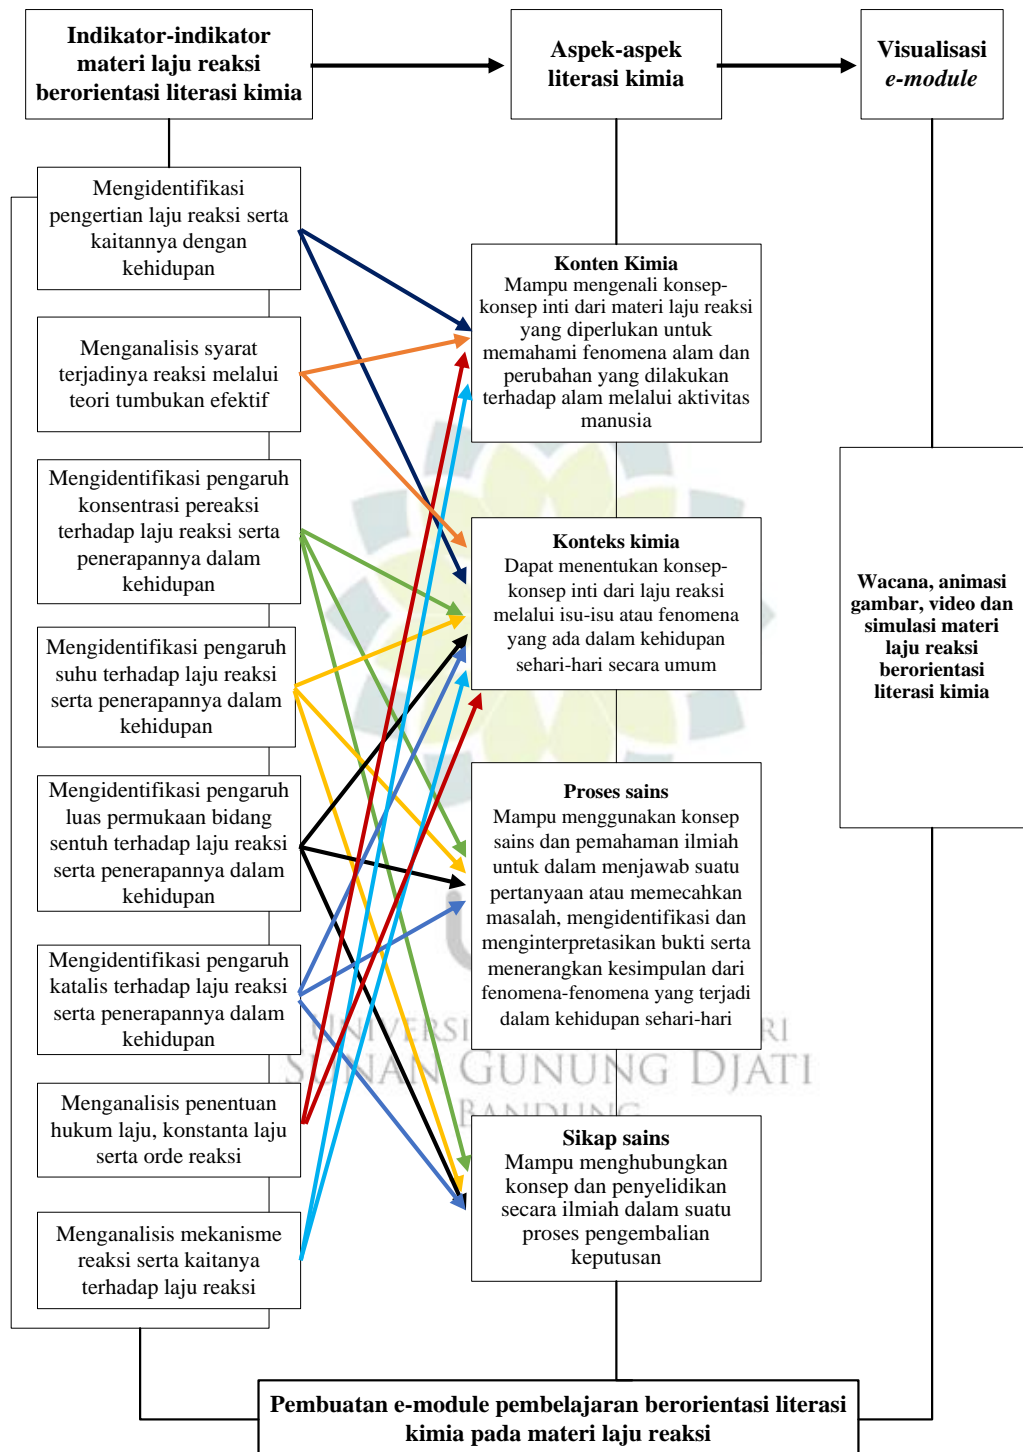 Indikator-indikator
materi laju reaksi
berorientasi literasi kimia
Aspek-aspek
literasi kimia
Visualisasi
e-module
Mengidentifikasi
pengertian laju reaksi serta
kaitannya dengan
kehidupan
Menganalisis syarat
terjadinya reaksi melalui
teori tumbukan efektif
Mengidentifikasi pengaruh
konsentrasi pereaksi
terhadap laju reaksi serta
penerapannya dalam
kehidupan
Mengidentifikasi pengaruh
suhu terhadap laju reaksi
serta penerapannya dalam
kehidupan
Mengidentifikasi pengaruh
luas permukaan bidang
sentuh terhadap laju reaksi
serta penerapannya dalam
kehidupan
Mengidentifikasi pengaruh
katalis terhadap laju reaksi
serta penerapannya dalam
kehidupan
Menganalisis penentuan
hukum laju, konstanta laju
serta orde reaksi
Menganalisis mekanisme
reaksi serta kaitanya
terhadap laju reaksi
Konten Kimia
Mampu mengenali konsep-
konsep inti dari materi laju reaksi
yang diperlukan untuk
memahami fenomena alam dan
perubahan yang dilakukan
terhadap alam melalui aktivitas
manusia
Konteks kimia
Dapat menentukan konsep-
konsep inti dari laju reaksi
melalui isu-isu atau fenomena
yang ada dalam kehidupan
sehari-hari secara umum
Proses sains
Mampu menggunakan konsep
sains dan pemahaman ilmiah
untuk dalam menjawab suatu
pertanyaan atau memecahkan
masalah, mengidentifikasi dan
menginterpretasikan bukti serta
menerangkan kesimpulan dari
fenomena-fenomena yang terjadi
dalam kehidupan sehari-hari
Sikap sains
Mampu menghubungkan
konsep dan penyelidikan
secara ilmiah dalam suatu
proses pengembalian
keputusan
Wacana, animasi
gambar, video dan
simulasi materi
laju reaksi
berorientasi
literasi kimia
SUNAN GUNUNG DJATI
BANDUNG
Pembuatan e-module pembelajaran berorientasi literasi
kimia pada materi laju reaksi